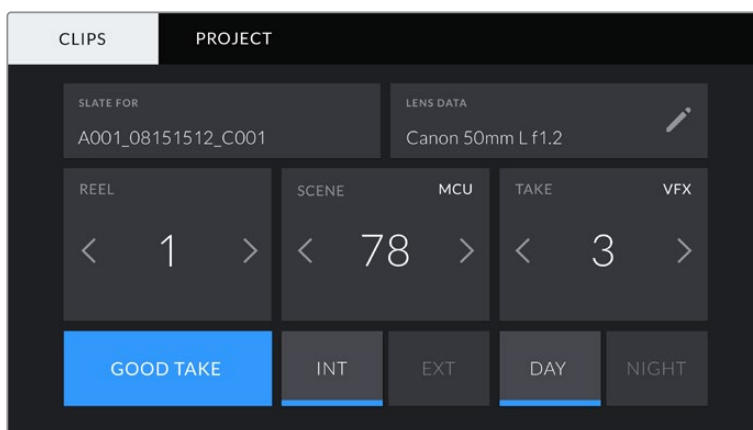 CLIPS PROJECT
SLATE FOR
A001_08151512_C001
LENS DATA
Canon 50mm L f1.2
REEL
1
SCENE MCU
78
TAKE VFX
3
GOOD TAKE
INT
EXT
DAY
NIGHT